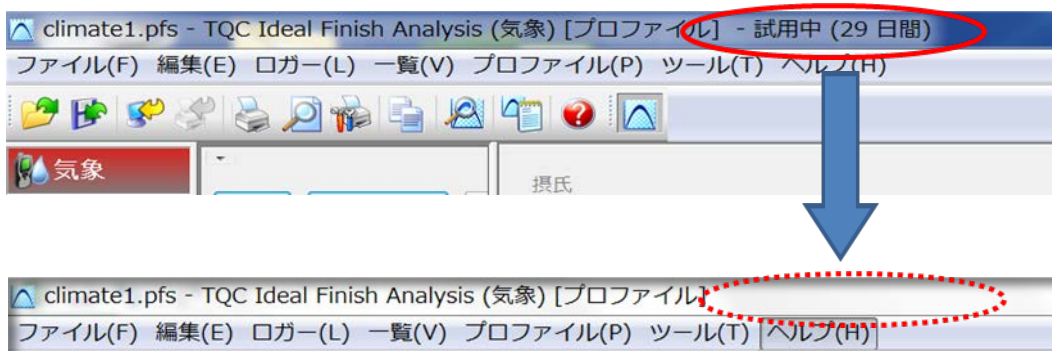 climate1.pfs - TQC Ideal Finish Analysis (気象) [プロファイル] - 試用中 (29 日間)
ファイル(F) 編集(E) ロガー(L) 一覧(V) プロファイル(P) ツール(T) ヘルプ(H)
気象
摂氏
climate1.pfs - TQC Ideal Finish Analysis (気象) [プロファイル]
ファイル(F) 編集(E) ロガー(L) 一覧(V) プロファイル(P) ツール(T) ヘルプ(H)